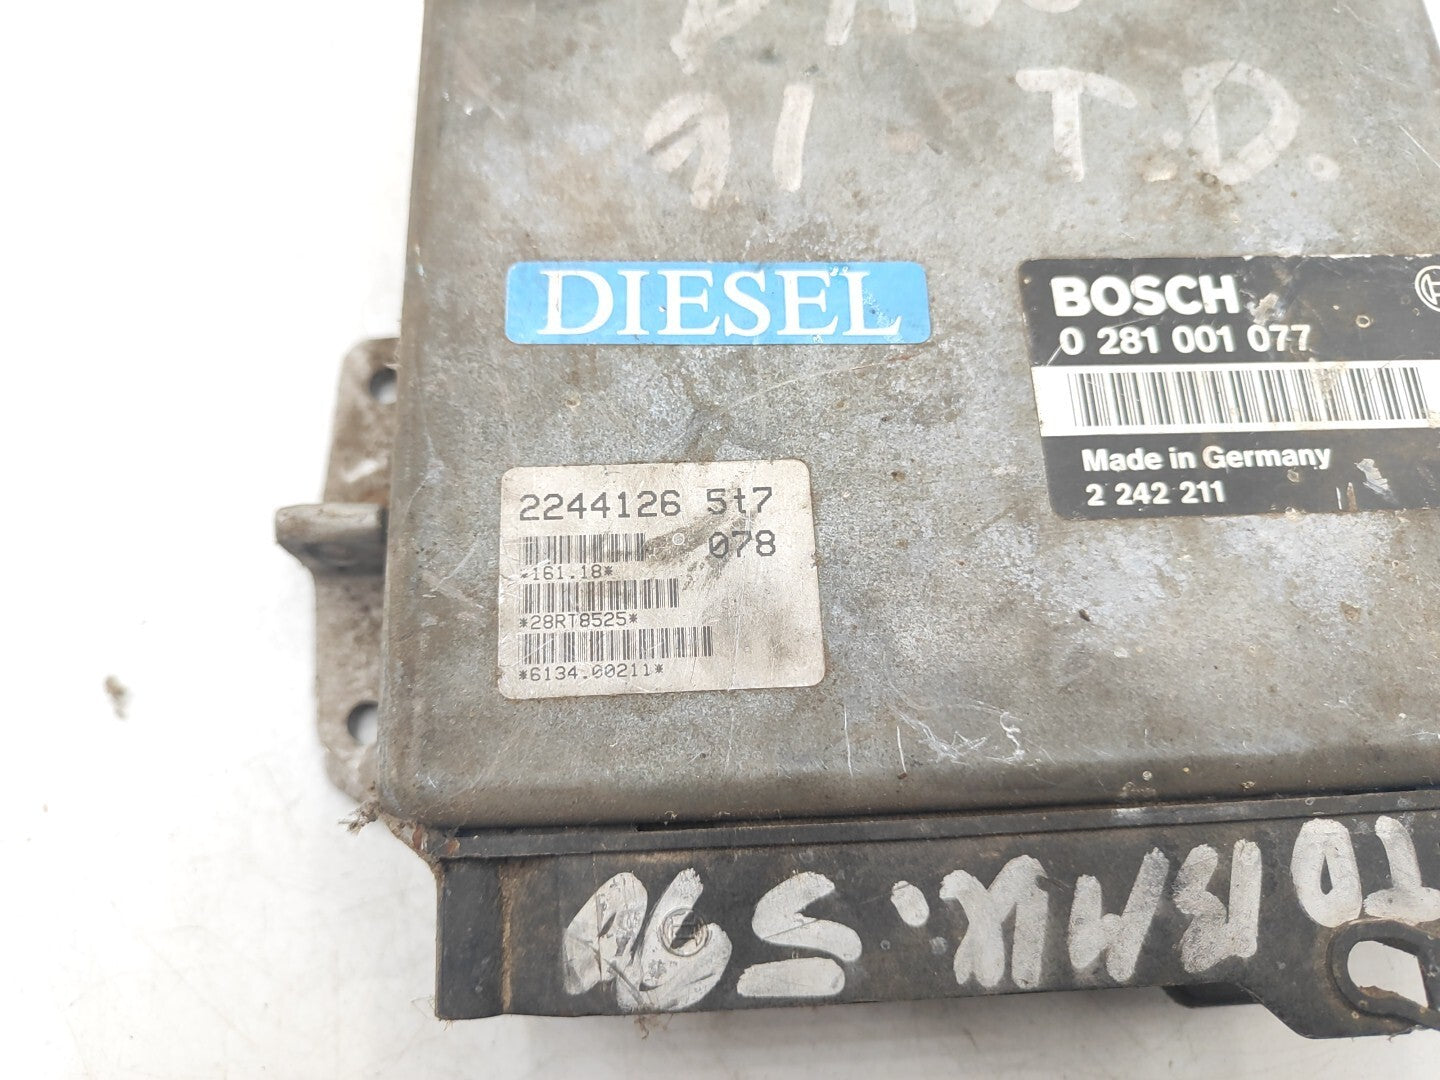 91 T.D.
DIESEL
BOSCH
0 281 001 077
Made in Germany
2 242 211
2244126 5t7
078
*161.18*
*28RT8525*
*6134.00211*